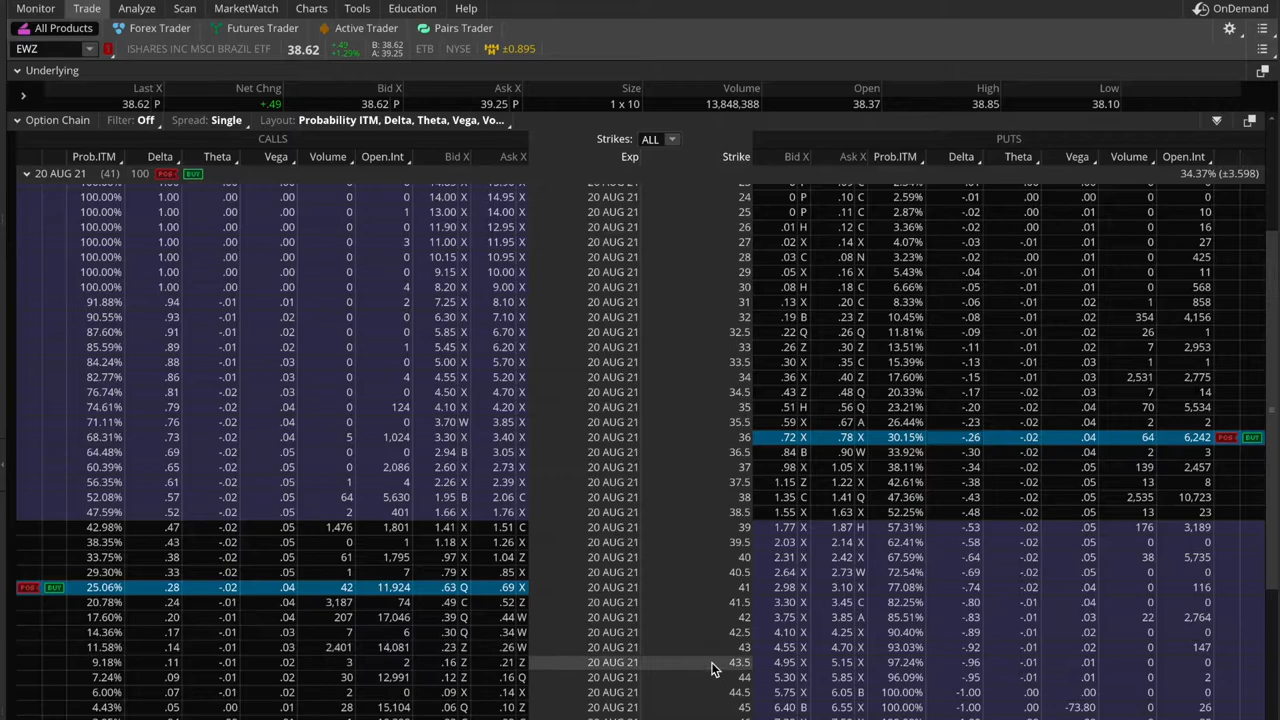 Monitor Trade Analyze Scan MarketWatch Charts Tools Education Help OnDemand
All Products Forex Trader Futures Trader Active Trader Pairs Trader
EWZ 1 ISHARES INC MSCI BRAZIL ETF 38.62 +.49 +1.29% B: 38.62 A: 39.25 ETB NYSE ±0.895
Underlying
Last X Net Chng Bid X Ask X Size Volume Open High Low
38.62 P +.49 38.62 P 39.25 P 1 x 10 13,848,388 38.37 38.85 38.10
Option Chain Filter: Off Spread: Single Layout: Probability ITM, Delta, Theta, Vega, Vo...
CALLS Strikes: ALL PUTS
Prob.ITM Delta Theta Vega Volume Open.Int Bid X Ask X Exp Strike Bid X Ask X Prob.ITM Delta Theta Vega Volume Open.Int
20 AUG 21 (41) 100 BUY 34.37% (±3.598)
100.00% 1.00 .00 .00 0 0 14.00 X 14.95 X 20 AUG 21 24 0 P .10 C 2.59% -.01 .00 .00 0 0
100.00% 1.00 .00 .00 0 1 13.00 X 14.00 X 20 AUG 21 25 0 P .11 C 2.87% -.02 .00 .01 0 10
100.00% 1.00 .00 .00 0 0 11.90 X 12.95 X 20 AUG 21 26 .01 H .12 C 3.36% -.02 .00 .01 0 16
100.00% 1.00 .00 .00 0 3 11.00 X 11.95 X 20 AUG 21 27 .02 X .14 X 4.07% -.03 -.01 .01 0 27
100.00% 1.00 .00 .00 0 0 10.15 X 10.95 X 20 AUG 21 28 .03 C .08 N 3.23% -.03 .00 .01 0 425
100.00% 1.00 .00 .00 0 0 9.15 X 10.00 X 20 AUG 21 29 .05 X .16 X 5.43% -.04 -.01 .01 0 11
100.00% 1.00 .00 .00 0 4 8.20 X 9.00 X 20 AUG 21 30 .08 H .18 C 6.66% -.05 -.01 .01 0 568
91.88% .94 -.01 .01 0 2 7.25 X 8.10 X 20 AUG 21 31 .13 X .20 C 8.33% -.06 -.01 .02 1 858
90.55% .93 -.01 .02 0 0 6.30 X 7.10 X 20 AUG 21 32 .19 B .23 Z 10.45% -.08 -.01 .02 354 4,156
87.60% .91 -.01 .02 0 0 5.85 X 6.70 X 20 AUG 21 32.5 .22 Q .26 Q 11.81% -.09 -.01 .02 26 1
85.59% .89 -.01 .02 0 1 5.45 X 6.20 X 20 AUG 21 33 .26 Z .30 Z 13.51% -.11 -.01 .02 7 2,953
84.24% .88 -.01 .03 0 0 5.00 X 5.70 X 20 AUG 21 33.5 .30 X .35 C 15.39% -.13 -.01 .03 1 1
82.77% .86 -.01 .03 0 4 4.55 X 5.20 X 20 AUG 21 34 .36 X .40 Z 17.60% -.15 -.01 .03 2,531 2,775
76.74% .81 -.02 .04 0 0 4.50 X 4.70 X 20 AUG 21 34.5 .43 Z .48 Q 20.33% -.17 -.02 .03 7 14
74.61% .79 -.02 .04 0 124 4.10 X 4.20 X 20 AUG 21 35 .51 H .56 Q 23.21% -.20 -.02 .04 70 5,534
71.11% .76 -.02 .04 0 0 3.70 W 3.85 X 20 AUG 21 35.5 .59 X .67 A 26.44% -.23 -.02 .04 2 2
68.31% .73 -.02 .04 5 1,024 3.30 X 3.40 X 20 AUG 21 36 .72 X .78 X 30.15% -.26 -.02 .04 64 6,242 BUY
64.48% .69 -.02 .05 0 0 2.94 B 3.05 X 20 AUG 21 36.5 .84 B .90 W 33.92% -.30 -.02 .04 2 3
60.39% .65 -.02 .05 0 2,086 2.60 X 2.73 X 20 AUG 21 37 .98 X 1.05 X 38.11% -.34 -.02 .05 139 2,457
56.35% .61 -.02 .05 1 4 2.26 X 2.39 X 20 AUG 21 37.5 1.15 Z 1.22 X 42.61% -.38 -.02 .05 13 8
52.08% .57 -.02 .05 64 5,630 1.95 B 2.06 C 20 AUG 21 38 1.35 C 1.41 Q 47.36% -.43 -.02 .05 2,535 10,723
47.59% .52 -.02 .05 2 401 1.66 X 1.76 X 20 AUG 21 38.5 1.55 X 1.63 X 52.25% -.48 -.02 .05 13 23
42.98% .47 -.02 .05 1,476 1,801 1.41 X 1.51 C 20 AUG 21 39 1.77 X 1.87 H 57.31% -.53 -.02 .05 176 3,189
38.35% .43 -.02 .05 0 1 1.18 X 1.26 X 20 AUG 21 39.5 2.03 X 2.14 X 62.41% -.58 -.02 .05 0 0
33.75% .38 -.02 .05 61 1,795 .97 X 1.04 Z 20 AUG 21 40 2.31 X 2.42 X 67.59% -.64 -.02 .05 38 5,735
29.30% .33 -.02 .05 1 7 .79 X .85 X 20 AUG 21 40.5 2.64 X 2.73 W 72.54% -.69 -.02 .04 0 0
BUY 25.06% .28 -.02 .04 42 11,924 .63 Q .69 X 20 AUG 21 41 2.98 X 3.10 X 77.08% -.74 -.01 .04 0 116
20.78% .24 -.01 .04 3,187 74 .49 C .52 Z 20 AUG 21 41.5 3.30 X 3.45 C 82.25% -.80 -.01 .03 0 0
17.60% .20 -.01 .04 207 17,046 .39 Q .44 W 20 AUG 21 42 3.75 X 3.85 A 85.51% -.83 -.01 .03 22 2,764
14.36% .17 -.01 .03 7 6 .30 Q .34 W 20 AUG 21 42.5 4.10 X 4.25 X 90.40% -.89 -.01 .02 0 0
11.58% .14 -.01 .03 2,401 14,081 .23 Z .26 W 20 AUG 21 43 4.55 X 4.70 X 93.03% -.92 -.01 .02 0 147
9.18% .11 -.01 .02 3 2 .16 Z .21 Z 20 AUG 21 43.5 4.95 X 5.15 X 97.24% -.96 -.01 .01 0 0
7.24% .09 -.01 .02 30 12,991 .12 Z .16 Q 20 AUG 21 44 5.30 X 5.85 X 96.09% -.95 -.01 .01 0 2
6.00% .07 -.01 .02 2 0 .09 X .14 X 20 AUG 21 44.5 5.75 X 6.05 B 100.00% -1.00 .00 .00 0 0
4.43% .05 -.01 .01 28 15,104 .06 Q .10 X 20 AUG 21 45 6.40 B 6.55 X 100.00% -1.00 .00 -73.80 0 26